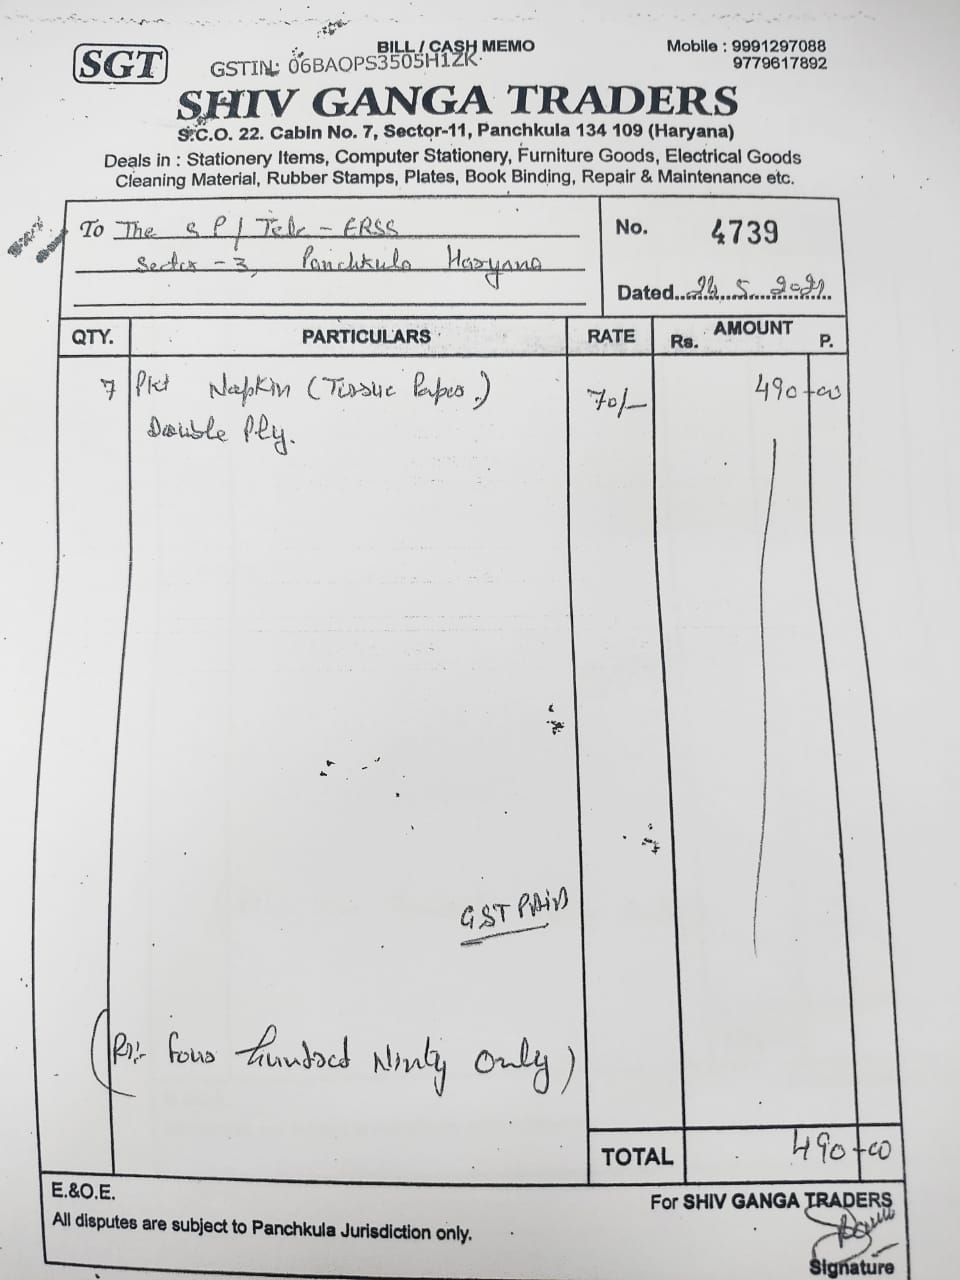 SGT
BILL / CASH MEMO
GSTIN: 06BAQPS3505H1ZK
Mobile : 9991297088
9779617892
SHIV GANGA TRADERS
S.C.O. 22. Cabin No. 7, Sector-11, Panchkula 134 109 (Haryana)
Deals in : Stationery Items, Computer Stationery, Furniture Goods, Electrical Goods
Cleaning Material, Rubber Stamps, Plates, Book Binding, Repair & Maintenance etc.
To The S P / Tele - ERSS
Sector - 3, Panchkula Haryana
No. 4739
Dated.. 24.5.2021
QTY. PARTICULARS RATE AMOUNT
Rs. P.
7 Pkt Napkin (Tissue Paper.) 70/- 490-00
Double Ply.
GST PAID
(Rs:- four hundred Ninty Only)
TOTAL 490-00
E.&O.E.
All disputes are subject to Panchkula Jurisdiction only.
For SHIV GANGA TRADERS
Signature